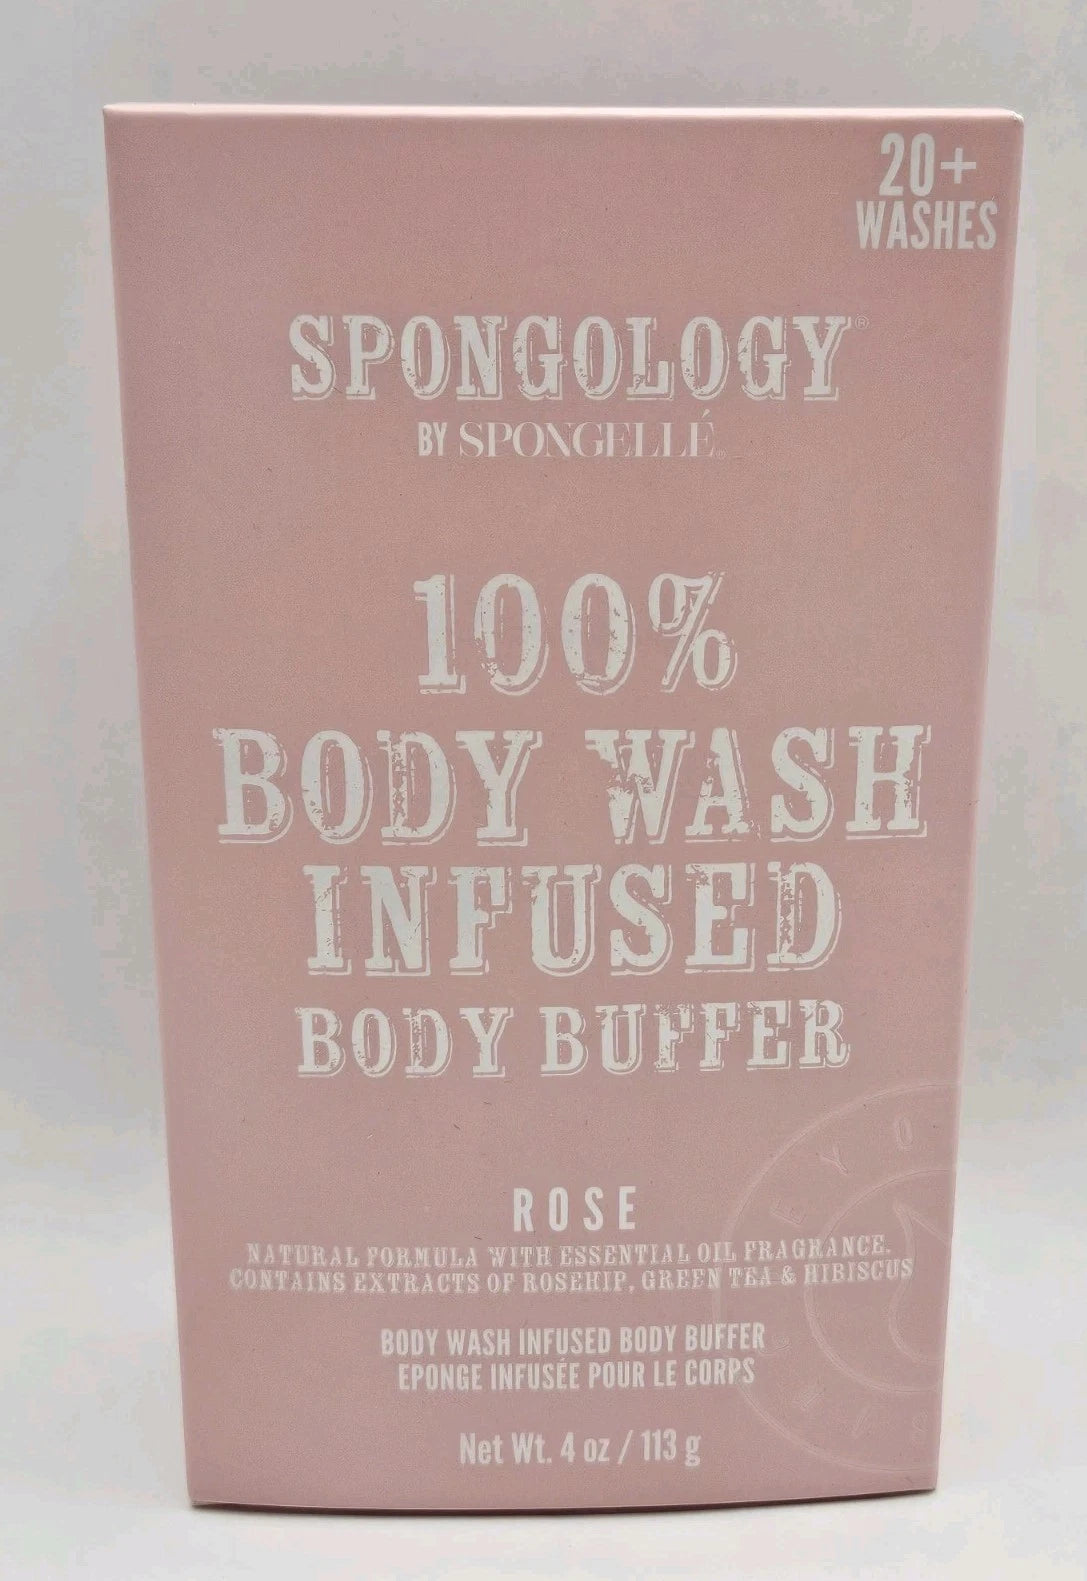 20+
WASHES
SPONGOLOGY®
BY SPONGELLÉ®
100%
BODY WASH
INFUSED
BODY BUFFER
ROSE
NATURAL FORMULA WITH ESSENTIAL OIL FRAGRANCE.
CONTAINS EXTRACTS OF ROSEHIP, GREEN TEA & HIBISCUS
BODY WASH INFUSED BODY BUFFER
EPONGE INFUSÉE POUR LE CORPS
Net Wt. 4 oz / 113 g